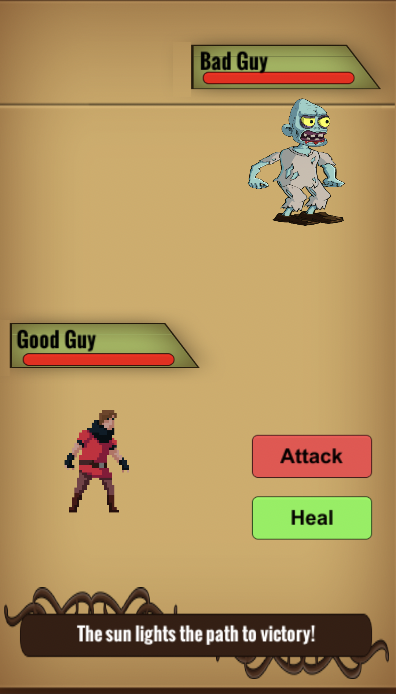 Bad Guy
Good Guy
Attack
Heal
The sun lights the path to victory!